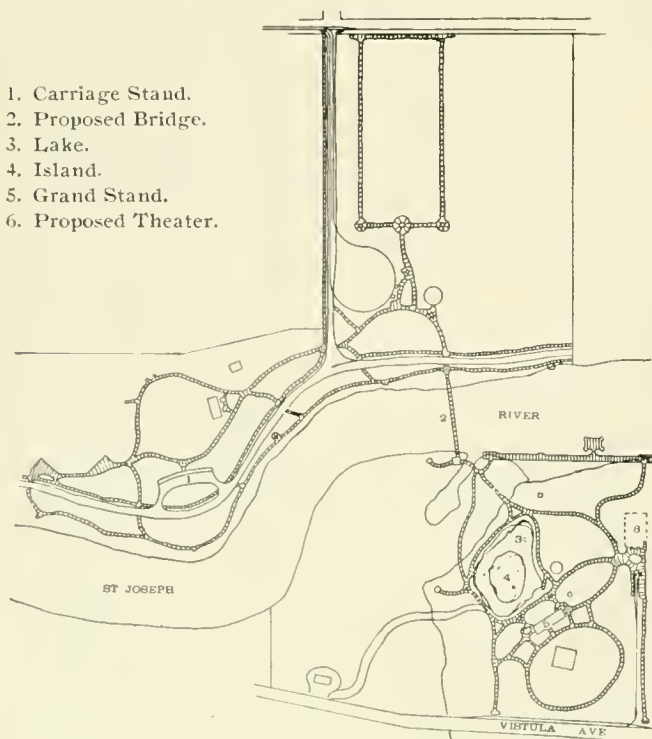 1. Carriage Stand.
2. Proposed Bridge.
3. Lake.
4. Island.
5. Grand Stand.
6. Proposed Theater.
2
RIVER
1
3
6
4
ST JOSEPH
VISTULA AVE